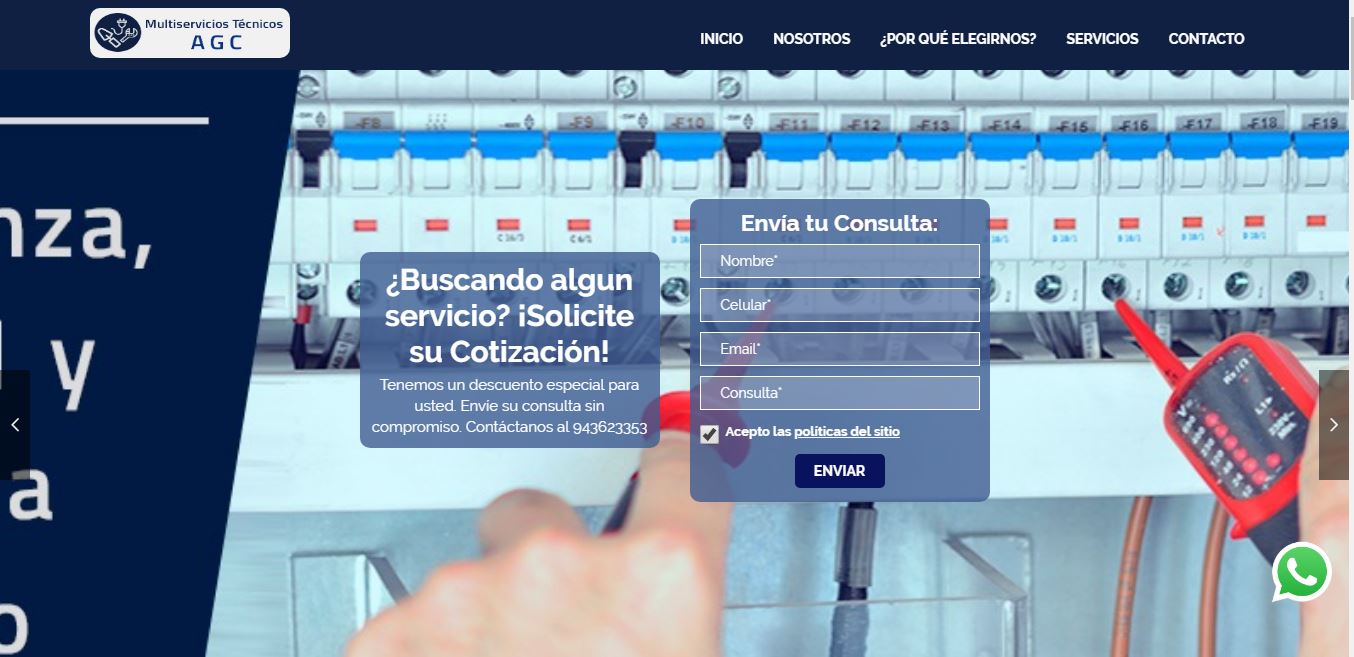 Multiservicios Técnicos
AGC
INICIO NOSOTROS ¿POR QUÉ ELEGIRNOS? SERVICIOS CONTACTO
-F8 -F9 -F10 -F11 -F12 -F13 -F14 -F15 -F16 -F17 -F18 -F19
nza,
y
a
o
¿Buscando algun
servicio? ¡Solicite
su Cotización!
Tenemos un descuento especial para
usted. Envíe su consulta sin
compromiso. Contáctanos al 943623353
Envía tu Consulta:
Nombre*
Celular*
Email*
Consulta*
Acepto las políticas del sitio
ENVIAR